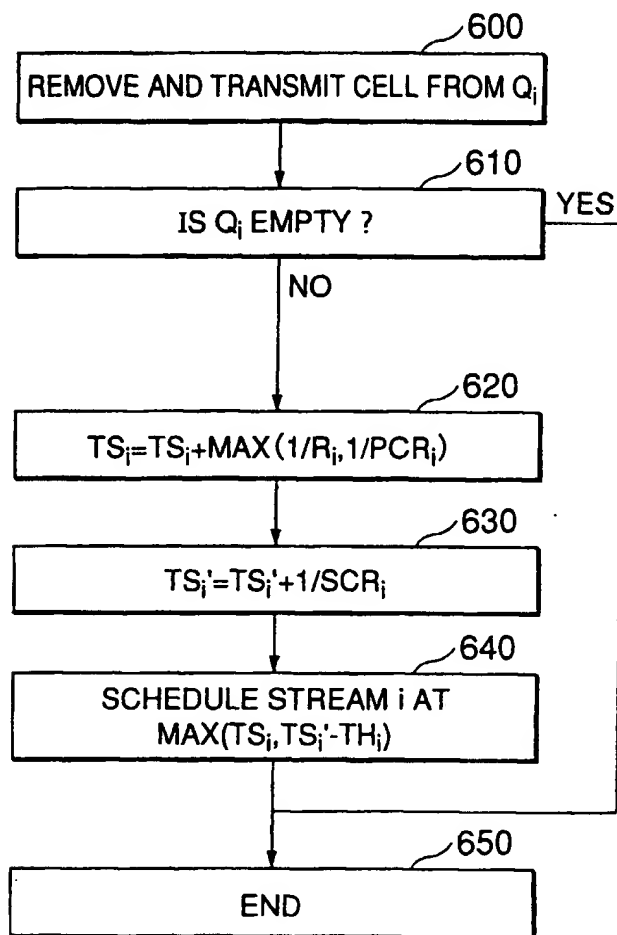 600
REMOVE AND TRANSMIT CELL FROM Qi
610
IS Qi EMPTY ?
YES
NO
620
TSi=TSi+MAX(1/Ri,1/PCRi)
630
TSi'=TSi'+1/SCRi
640
SCHEDULE STREAM i AT
MAX(TSi,TSi'-THi)
650
END